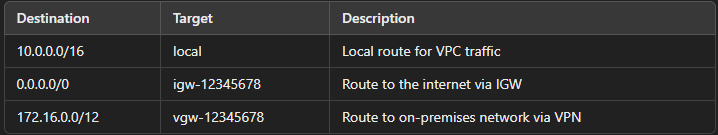 Destination Target Description
10.0.0.0/16 local Local route for VPC traffic
0.0.0.0/0 igw-12345678 Route to the internet via IGW
172.16.0.0/12 vgw-12345678 Route to on-premises network via VPN